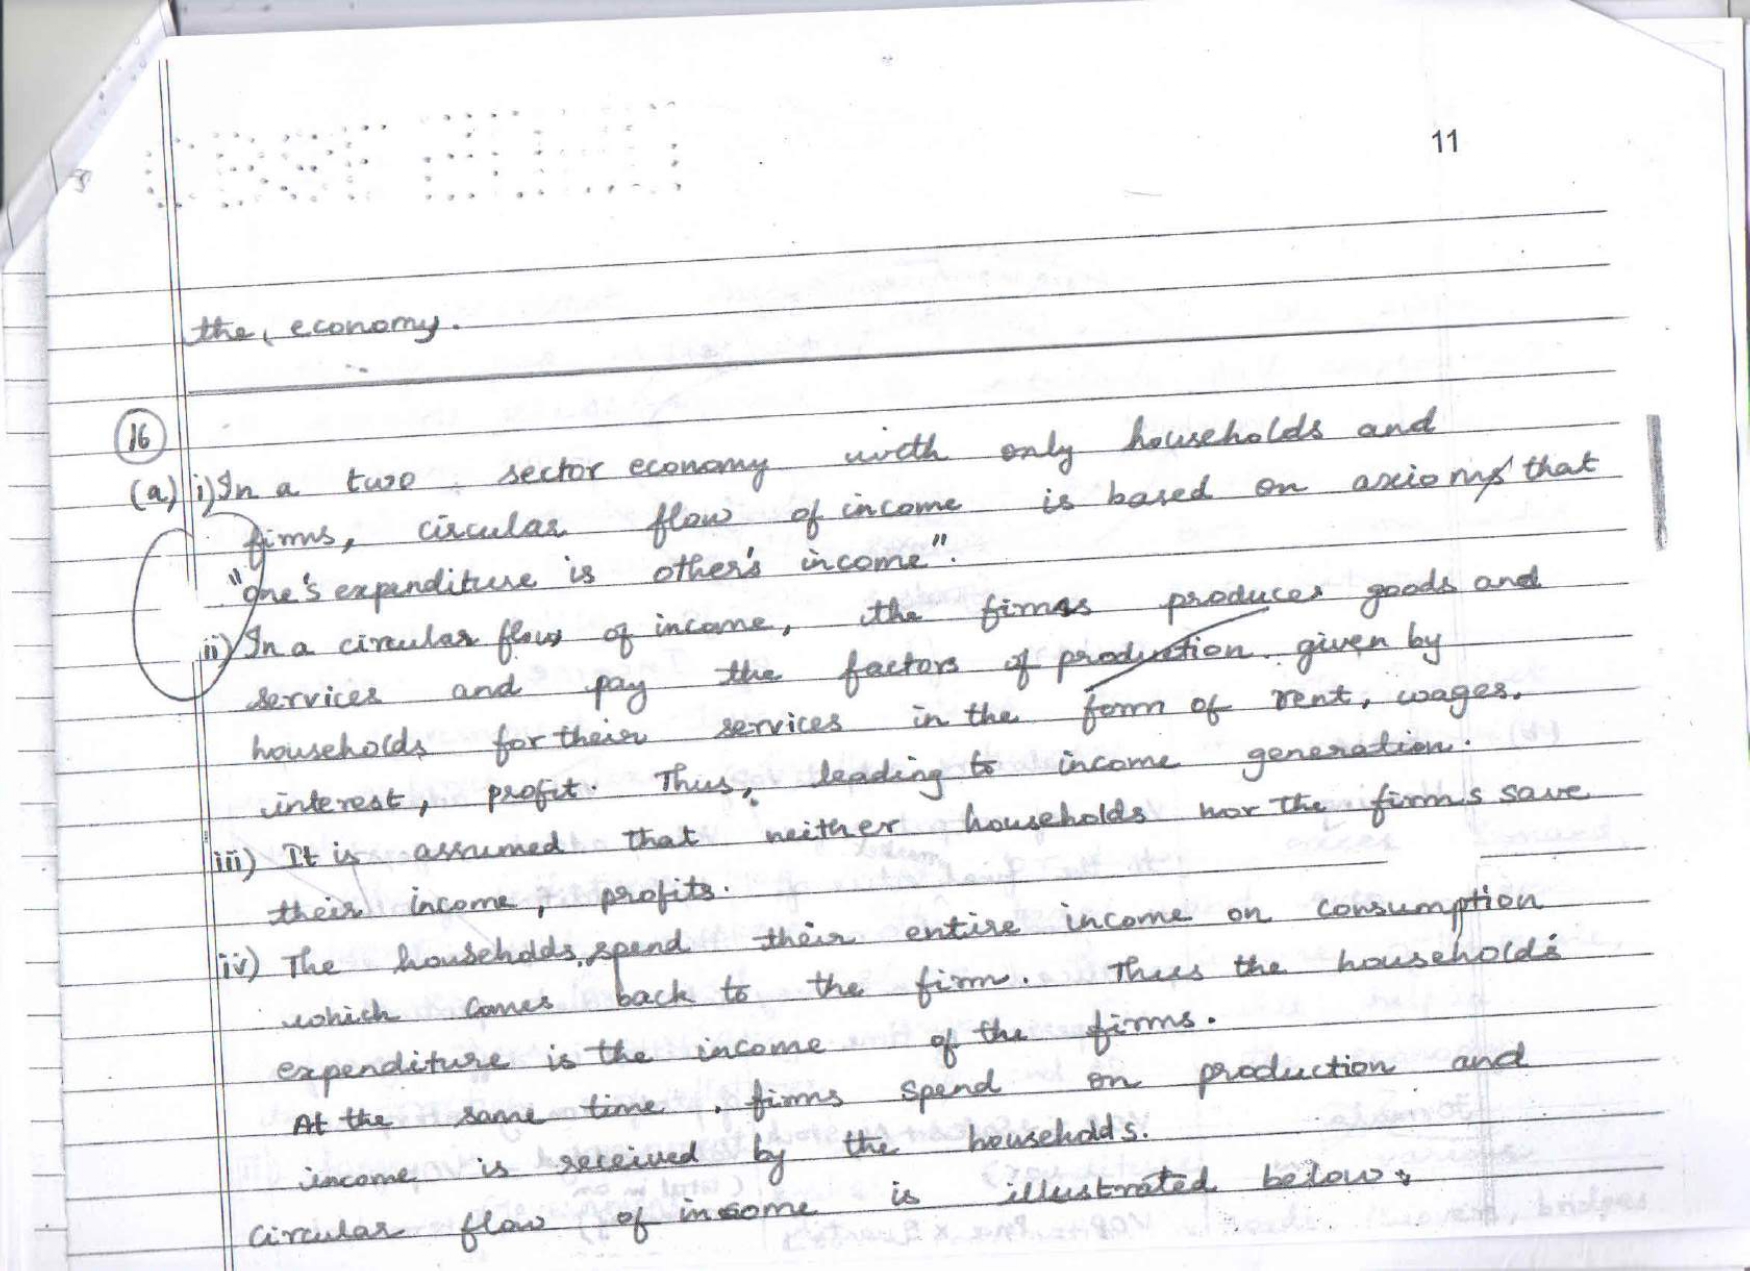 11
the, economy.
16
(a) i) In a two sector economy with only households and
firms, circular flow of income is based on axioms that
"one's expenditure is other's income".
ii) In a circular flow of income, the firms produces goods and
services and pay the factors of production given by
households for their services in the form of rent, wages,
interest, profit. Thus, leading to income generation.
iii) It is assumed that neither households nor the firms save
their income, profits.
iv) The households spend their entire income on consumption
which comes back to the firm. Thus the households
expenditure is the income of the firms.
At the same time, firms spend on production and
income is received by the households.
Circular flow of income is illustrated below: